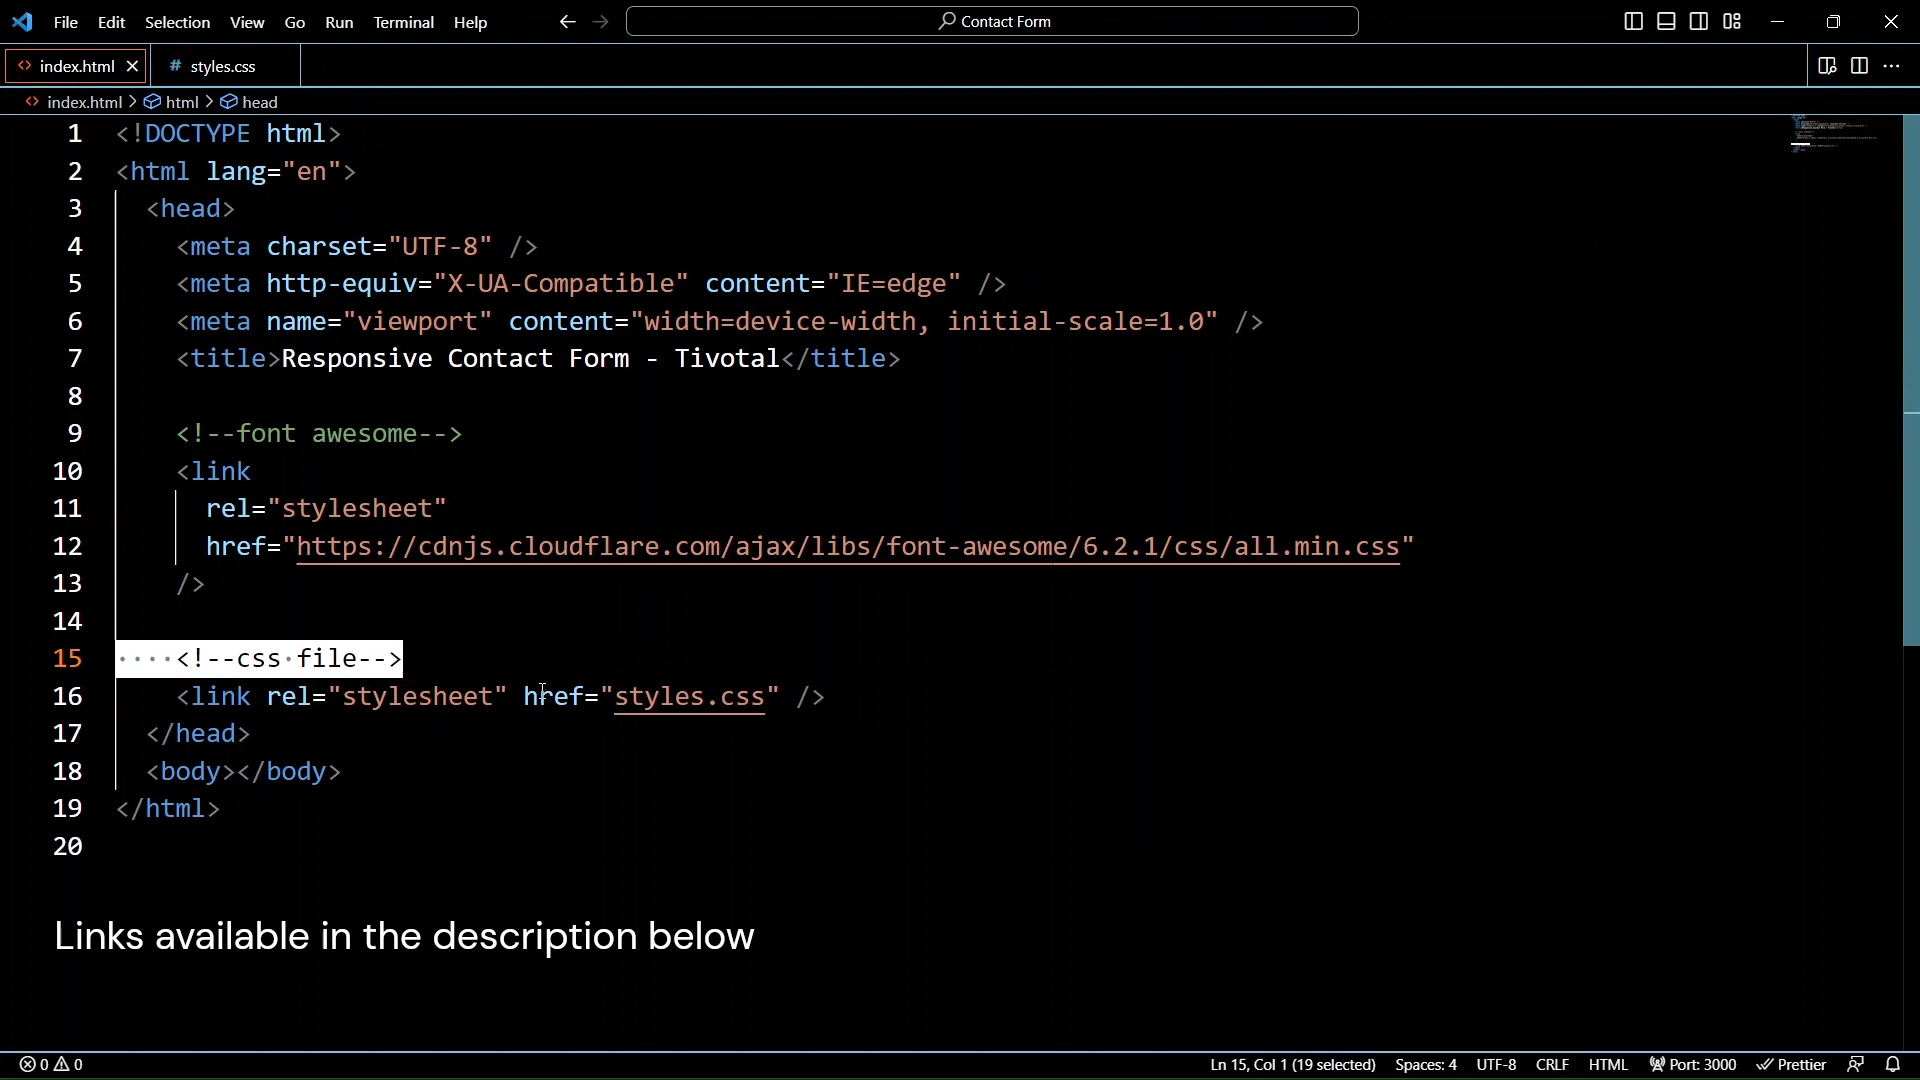 File Edit Selection View Go Run Terminal Help
Contact Form
index.html
# styles.css
index.html > html > head
1 <!DOCTYPE html>
2 <html lang="en">
3 <head>
4 <meta charset="UTF-8" />
5 <meta http-equiv="X-UA-Compatible" content="IE=edge" />
6 <meta name="viewport" content="width=device-width, initial-scale=1.0" />
7 <title>Responsive Contact Form - Tivotal</title>
8
9 <!--font awesome-->
10 <link
11 rel="stylesheet"
12 href="https://cdnjs.cloudflare.com/ajax/libs/font-awesome/6.2.1/css/all.min.css"
13 />
14
15 <!--css file-->
16 <link rel="stylesheet" href="styles.css" />
17 </head>
18 <body></body>
19 </html>
20
Links available in the description below
0 0 Ln 15, Col 1 (19 selected) Spaces: 4 UTF-8 CRLF HTML Port: 3000 Prettier